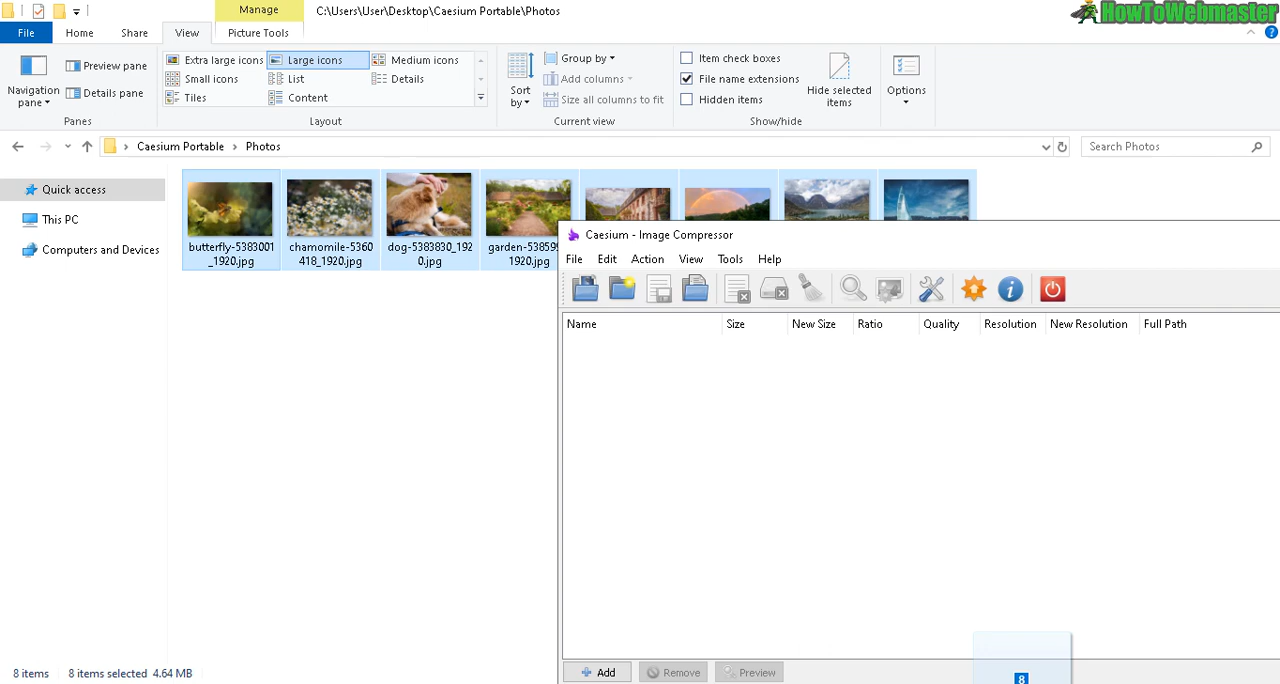 Manage
C:\Users\User\Desktop\Caesium Portable\Photos
HowToWebmaster
File
Home
Share
View
Picture Tools
Navigation
pane
Preview pane
Details pane
Panes
Extra large icons
Large icons
Medium icons
Small icons
List
Details
Tiles
Content
Layout
Sort
by
Group by
Add columns
Size all columns to fit
Current view
Item check boxes
File name extensions
Hidden items
Hide selected
items
Show/hide
Options
Caesium Portable
Photos
Search Photos
Quick access
This PC
Computers and Devices
butterfly-5383001
_1920.jpg
chamomile-5360
418_1920.jpg
dog-5383830_192
0.jpg
garden-53859
1920.jpg
Caesium - Image Compressor
File Edit Action View Tools Help
Name Size New Size Ratio Quality Resolution New Resolution Full Path
Add
Remove
Preview
8
8 items 8 items selected 4.64 MB